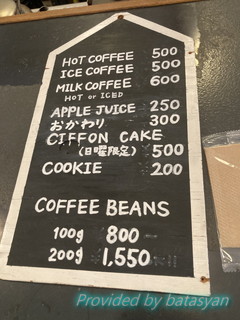 HOT COFFEE 500
ICE COFFEE 500
MILK COFFEE 600
HOT or ICED
APPLE JUICE 250
おかわり 300
CIFFON CAKE
(日曜限定) 500
COOKIE 200
COFFEE BEANS
100g 800
200g 1,550
Provided by batasyan